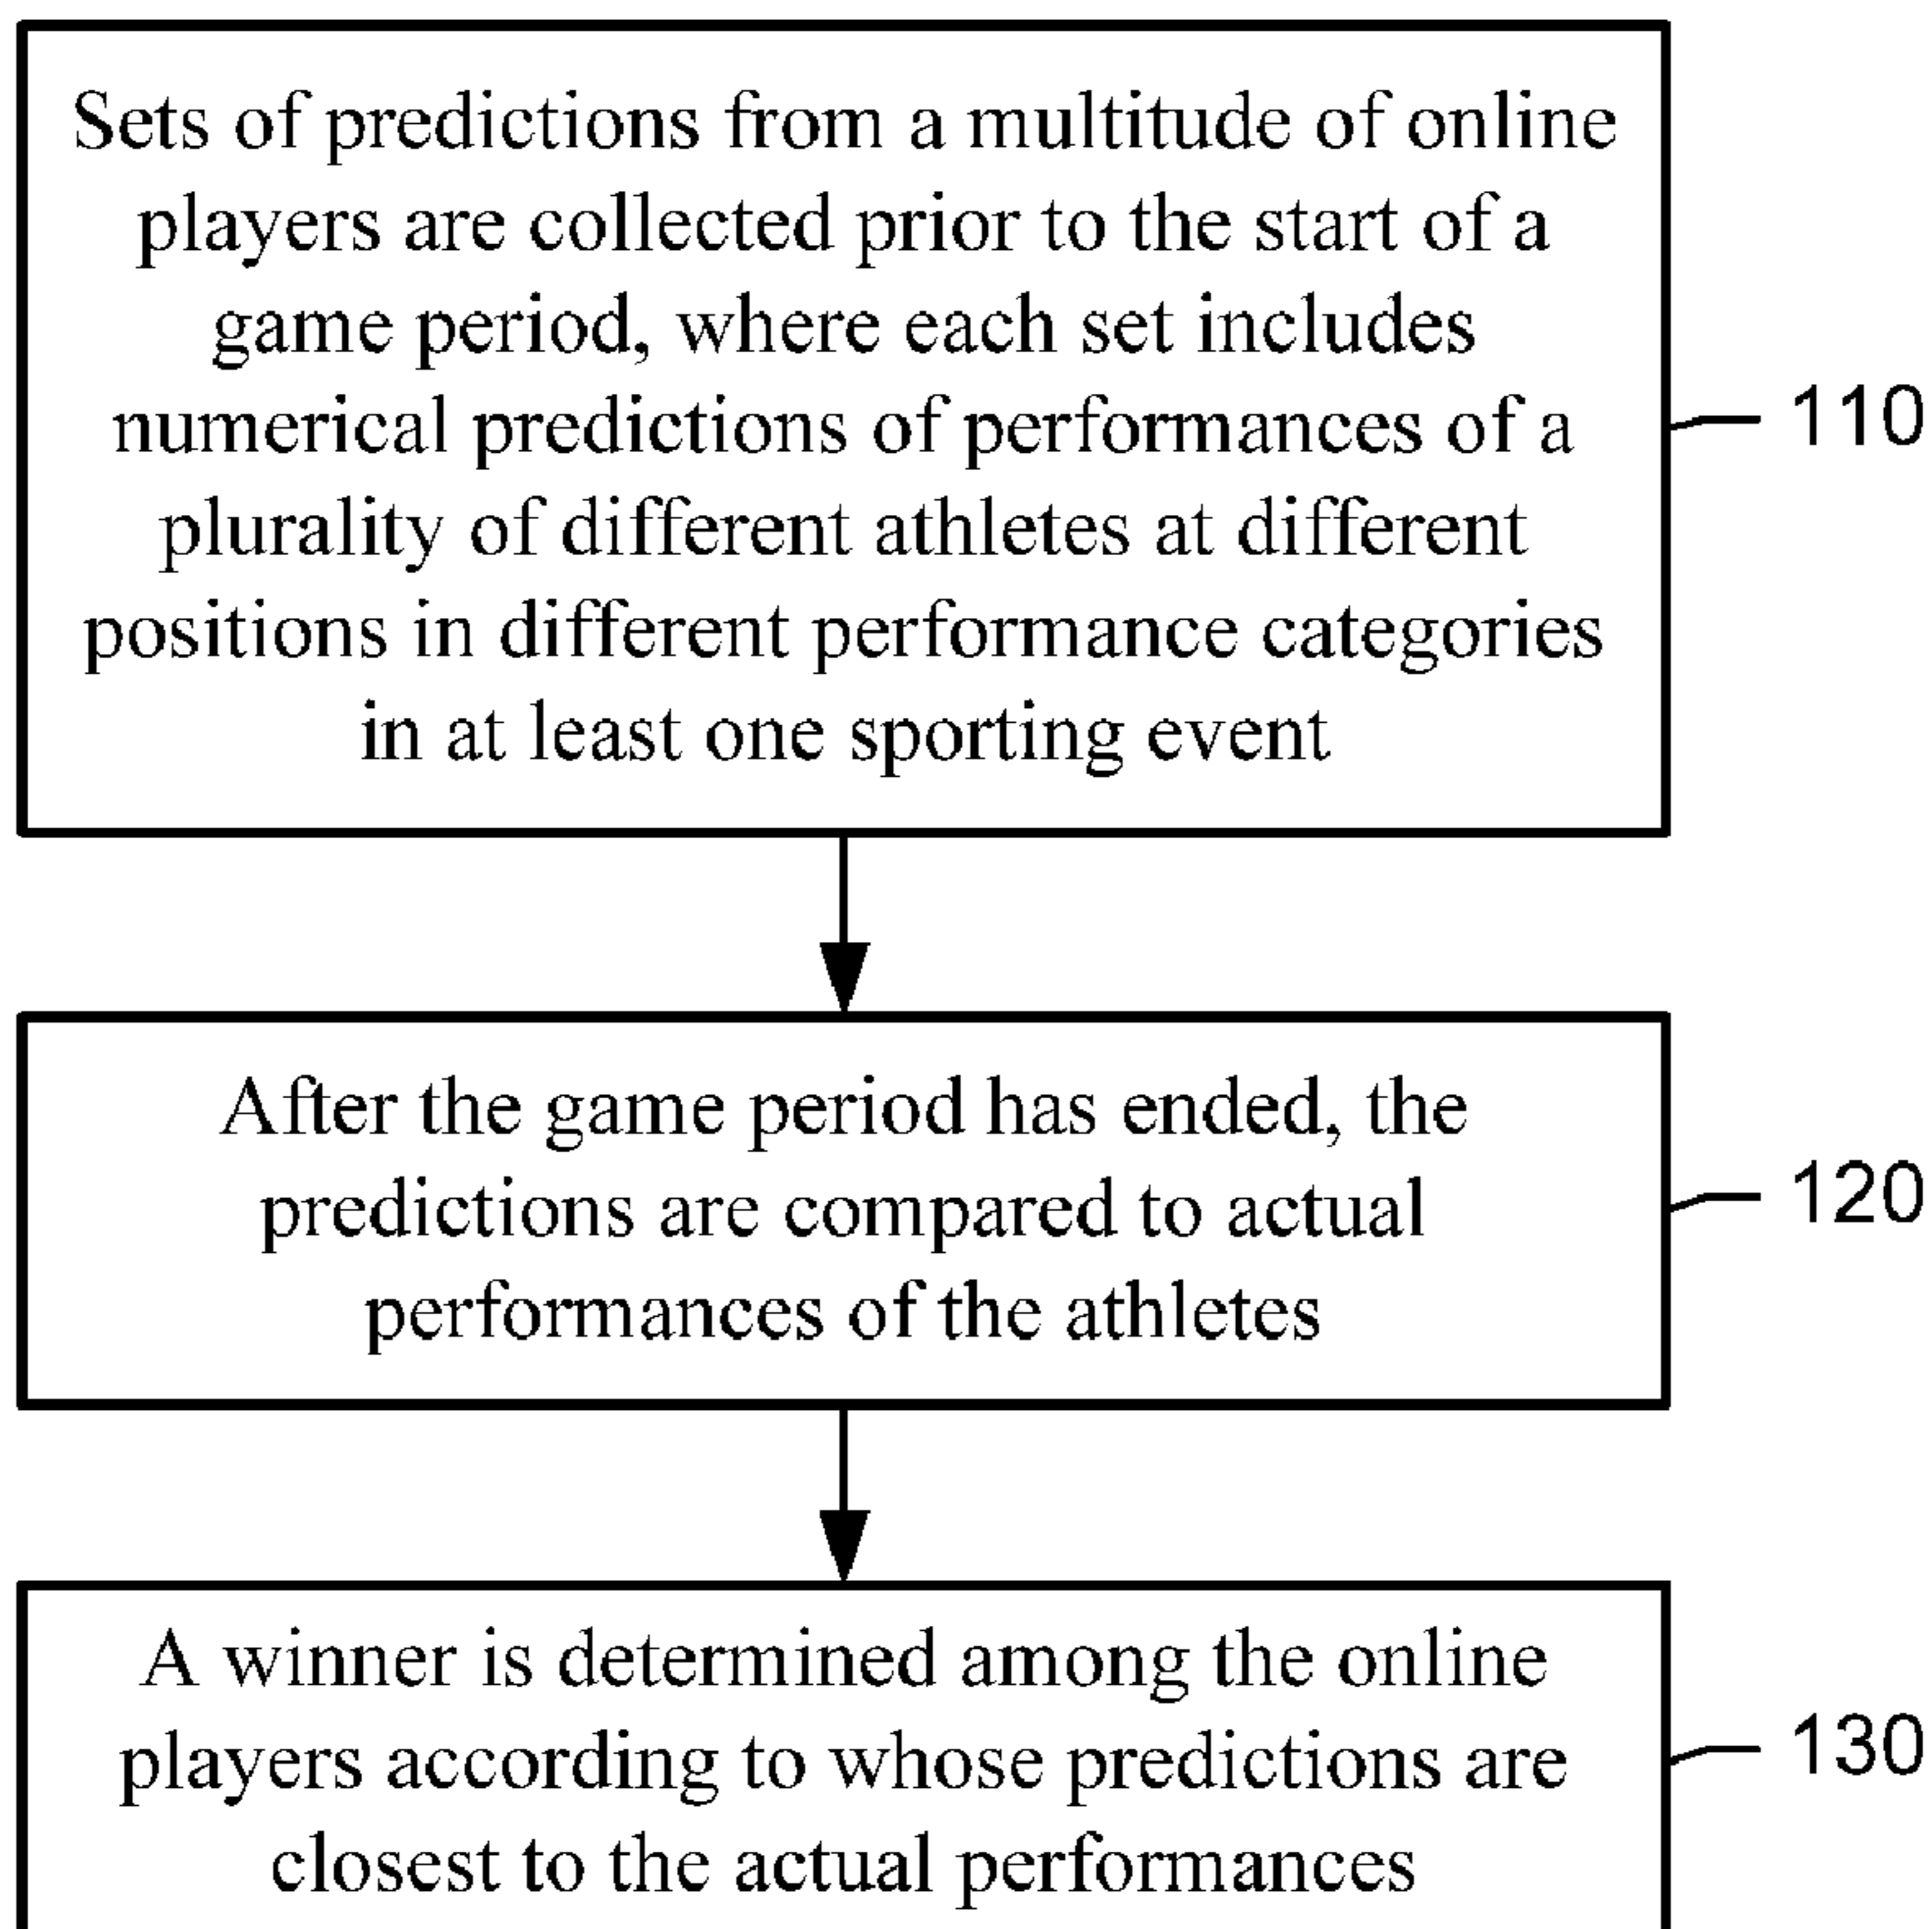 Sets of predictions from a multitude of online
players are collected prior to the start of a
game period, where each set includes
numerical predictions of performances of a
plurality of different athletes at different
positions in different performance categories
in at least one sporting event
110
After the game period has ended, the
predictions are compared to actual
performances of the athletes
120
A winner is determined among the online
players according to whose predictions are
closest to the actual performances
130